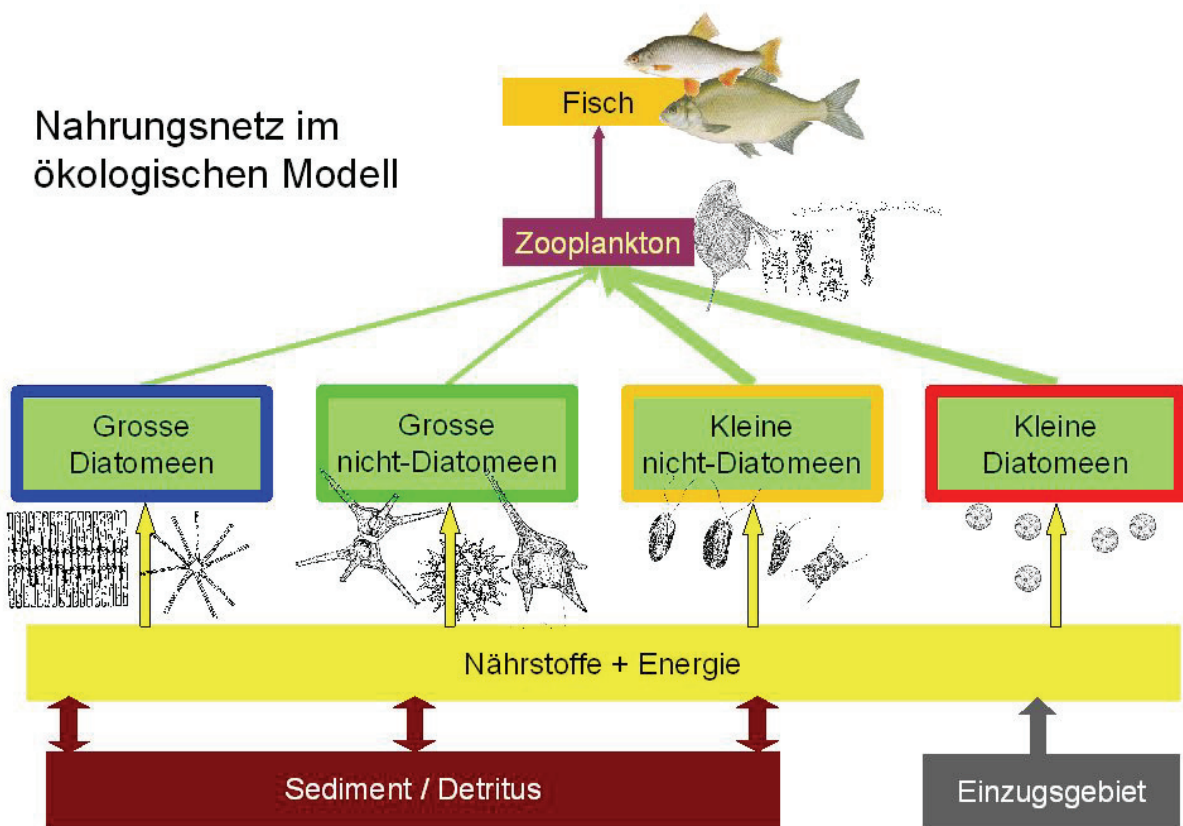 Nahrungsnetz im
ökologischen Modell
Fisch
Zooplankton
Grosse
Diatomeen
Grosse
nicht-Diatomeen
Kleine
nicht-Diatomeen
Kleine
Diatomeen
Nährstoffe + Energie
Sediment / Detritus
Einzugsgebiet